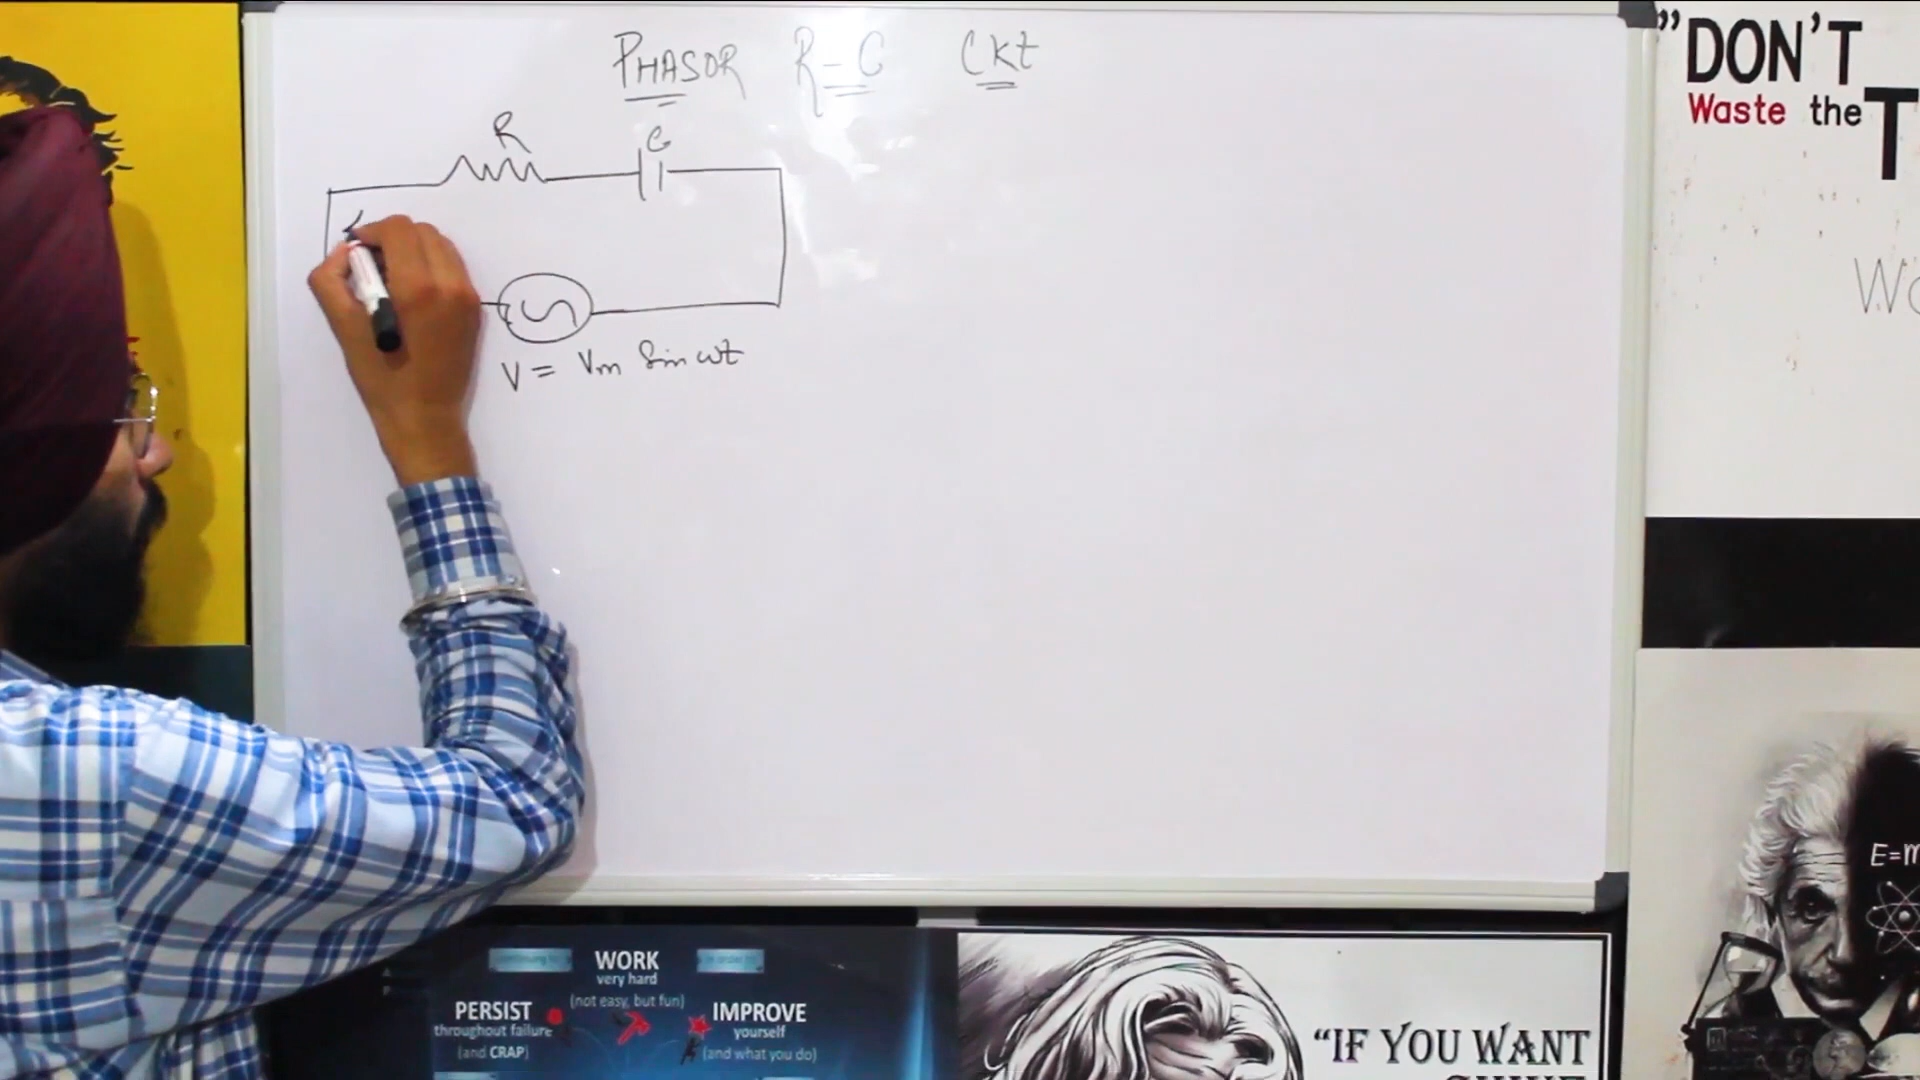 PHASOR R-C Ckt
R
C
V = Vm Sin ωt
"DON'T
Waste the T
Wo
E=m
WORK
very hard
(not easy, but fun)
PERSIST
throughout failure
(and CRAP)
IMPROVE
yourself
(and what you do)
"IF YOU WANT